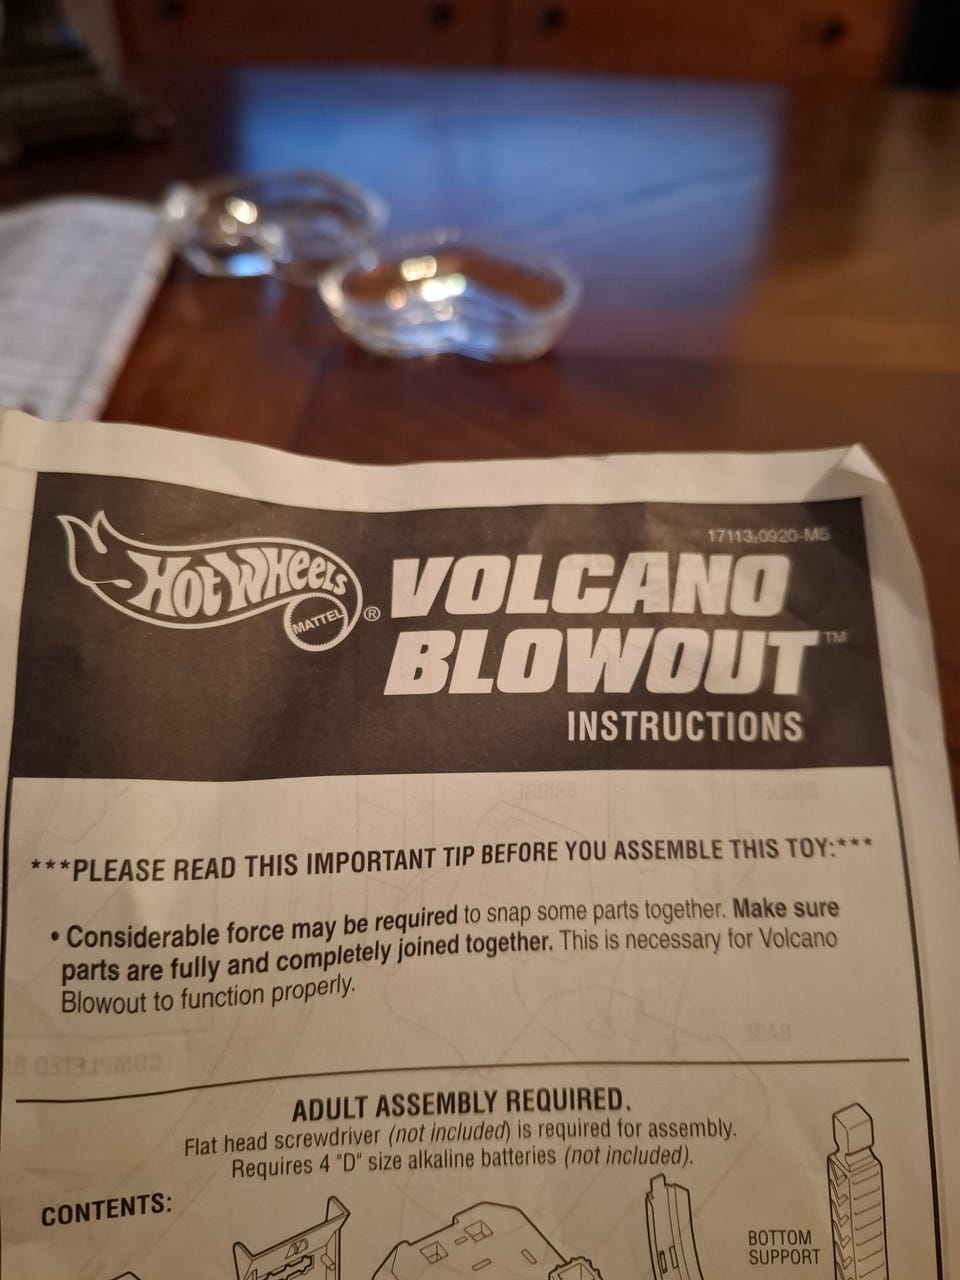 17113-0920-M5
HOT WHEELS
MATTEL ®
VOLCANO
BLOWOUT™
INSTRUCTIONS
***PLEASE READ THIS IMPORTANT TIP BEFORE YOU ASSEMBLE THIS TOY:***
• Considerable force may be required to snap some parts together. Make sure
parts are fully and completely joined together. This is necessary for Volcano
Blowout to function properly.
ADULT ASSEMBLY REQUIRED.
Flat head screwdriver (not included) is required for assembly.
Requires 4 "D" size alkaline batteries (not included).
CONTENTS:
BOTTOM
SUPPORT